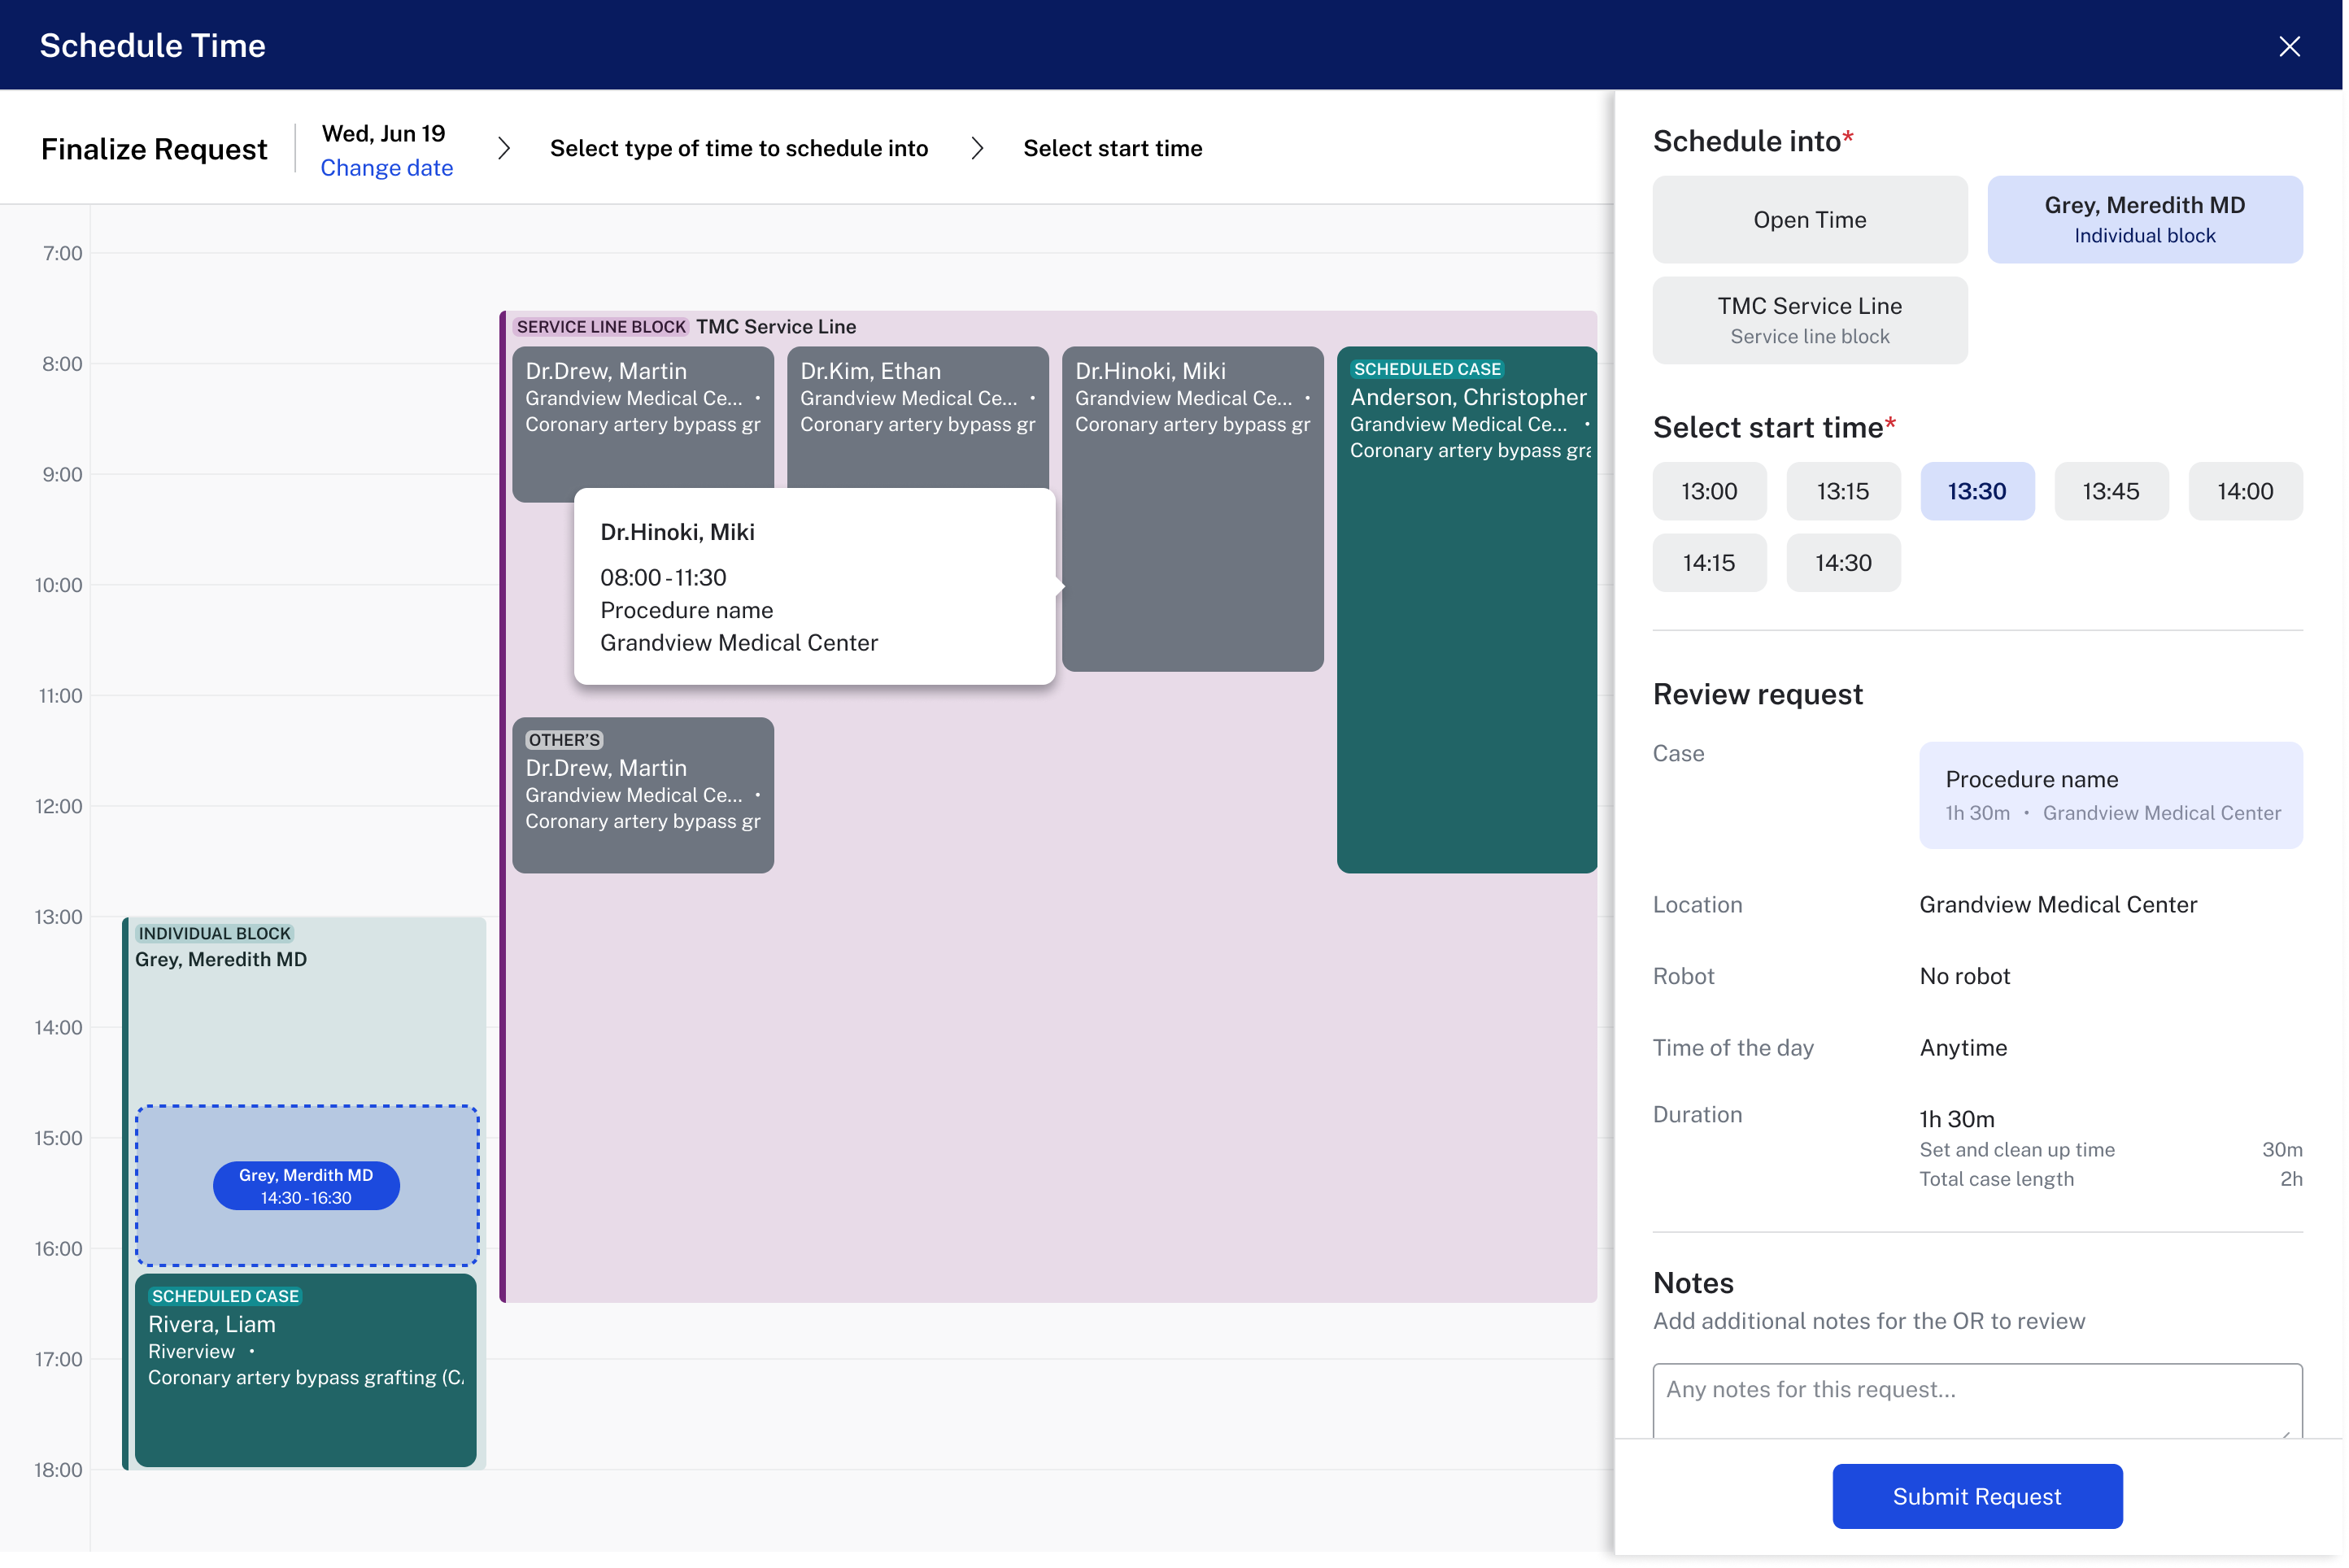 Schedule Time
Finalize Request
Wed, Jun 19
Change date
Select type of time to schedule into
Select start time
7:00
8:00
9:00
10:00
11:00
12:00
13:00
14:00
15:00
16:00
17:00
18:00
SERVICE LINE BLOCK TMC Service Line
Dr.Drew, Martin
Grandview Medical Ce... •
Coronary artery bypass gr
Dr.Kim, Ethan
Grandview Medical Ce... •
Coronary artery bypass gr
Dr.Hinoki, Miki
Grandview Medical Ce... •
Coronary artery bypass gr
SCHEDULED CASE
Anderson, Christopher
Grandview Medical Ce... •
Coronary artery bypass gra
Dr.Hinoki, Miki
08:00 - 11:30
Procedure name
Grandview Medical Center
OTHER’S
Dr.Drew, Martin
Grandview Medical Ce... •
Coronary artery bypass gr
INDIVIDUAL BLOCK
Grey, Meredith MD
Grey, Merdith MD
14:30 - 16:30
SCHEDULED CASE
Rivera, Liam
Riverview •
Coronary artery bypass grafting (CA
Schedule into*
Open Time
Grey, Meredith MD
Individual block
TMC Service Line
Service line block
Select start time*
13:00
13:15
13:30
13:45
14:00
14:15
14:30
Review request
Case
Procedure name
1h 30m • Grandview Medical Center
Location
Grandview Medical Center
Robot
No robot
Time of the day
Anytime
Duration
1h 30m
Set and clean up time 30m
Total case length 2h
Notes
Add additional notes for the OR to review
Any notes for this request...
Submit Request